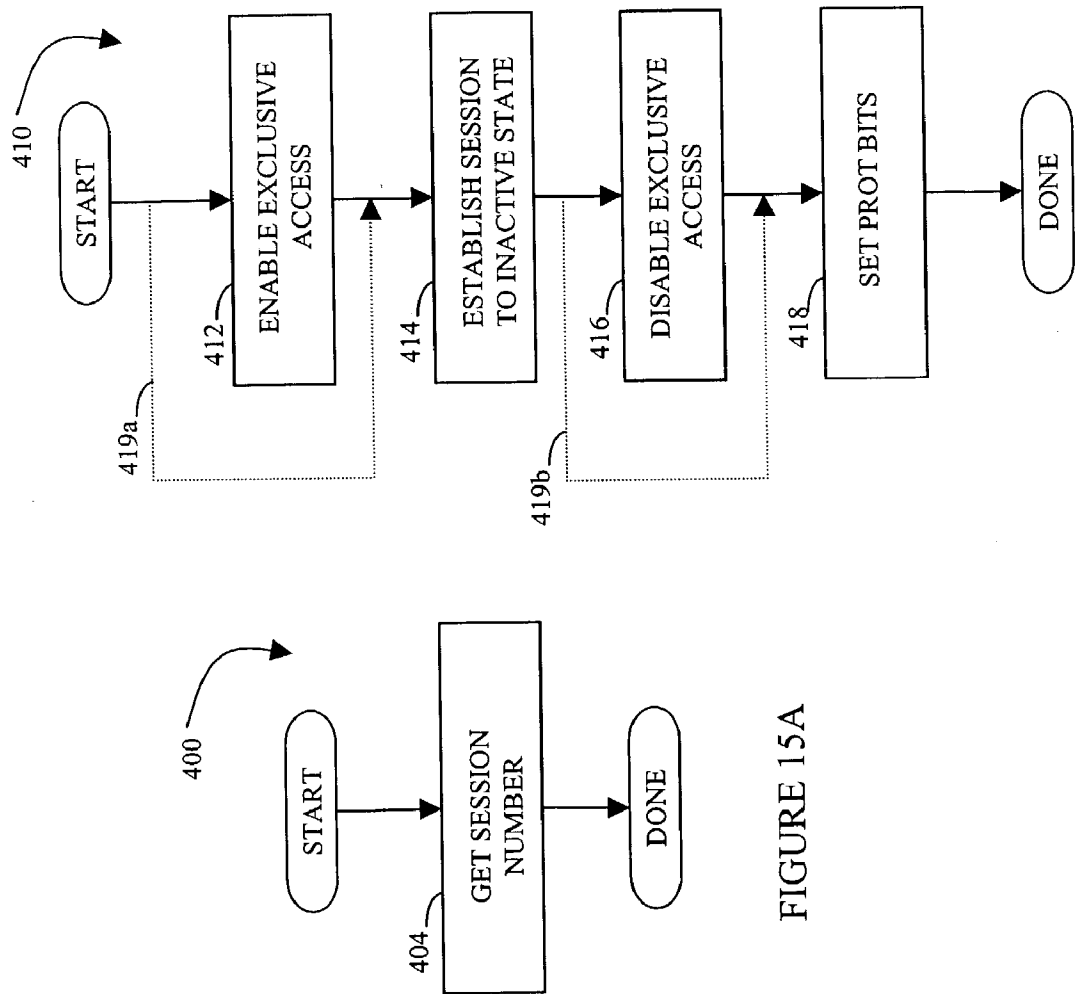 400
START
404
GET SESSION
NUMBER
DONE
FIGURE 15A
410
START
419a
412
ENABLE EXCLUSIVE
ACCESS
414
ESTABLISH SESSION
TO INACTIVE STATE
419b
416
DISABLE EXCLUSIVE
ACCESS
418
SET PROT BITS
DONE